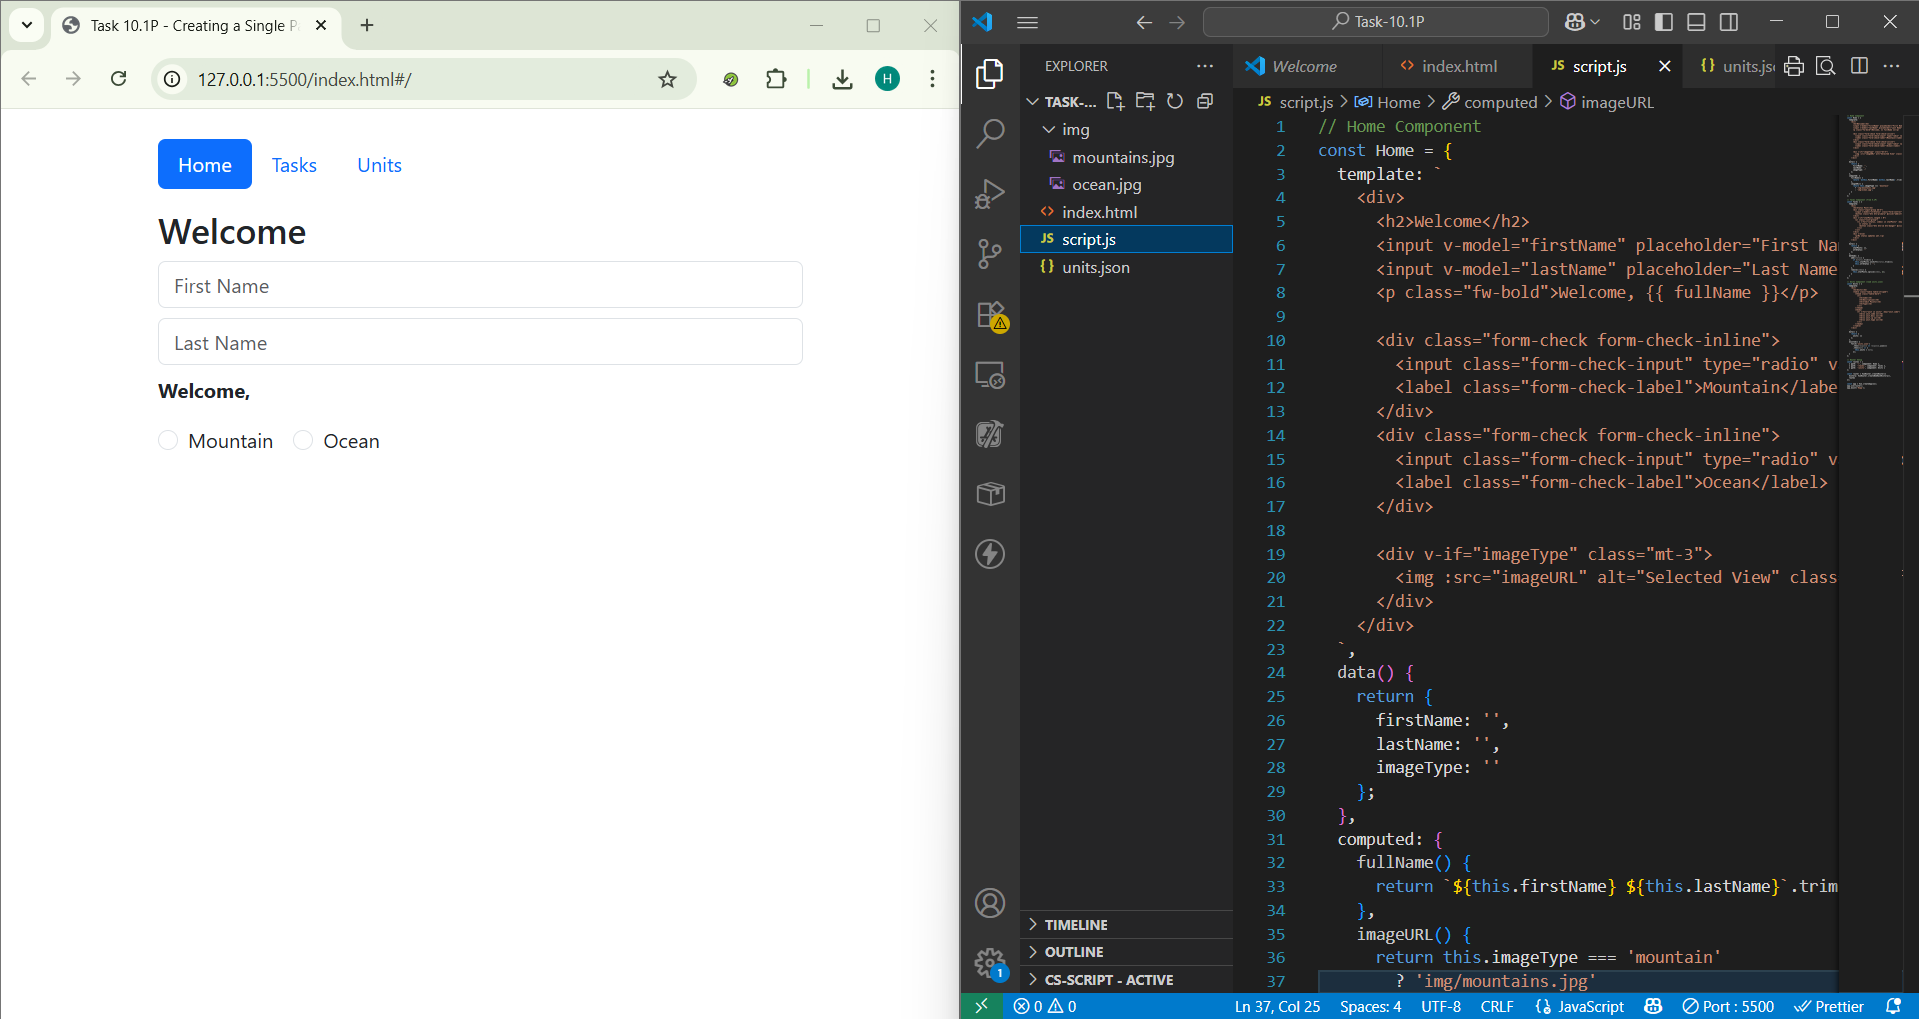 Task 10.1P - Creating a Single P
127.0.0.1:5500/index.html#/
H
Home Tasks Units
Welcome
First Name
Last Name
Welcome,
Mountain Ocean
Task-10.1P
EXPLORER
TASK-...
img
mountains.jpg
ocean.jpg
index.html
JS script.js
{} units.json
TIMELINE
OUTLINE
CS-SCRIPT - ACTIVE
1
Welcome
<> index.html
JS script.js
{} units.js
JS script.js > Home > computed > imageURL
1 // Home Component
2 const Home = {
3 template: `
4 <div>
5 <h2>Welcome</h2>
6 <input v-model="firstName" placeholder="First Na
7 <input v-model="lastName" placeholder="Last Name
8 <p class="fw-bold">Welcome, {{ fullName }}</p>
9
10 <div class="form-check form-check-inline">
11 <input class="form-check-input" type="radio" v
12 <label class="form-check-label">Mountain</labe
13 </div>
14 <div class="form-check form-check-inline">
15 <input class="form-check-input" type="radio" v
16 <label class="form-check-label">Ocean</label>
17 </div>
18
19 <div v-if="imageType" class="mt-3">
20 <img :src="imageURL" alt="Selected View" class
21 </div>
22 </div>
23 `,
24 data() {
25 return {
26 firstName: '',
27 lastName: '',
28 imageType: ''
29 };
30 },
31 computed: {
32 fullName() {
33 return `${this.firstName} ${this.lastName}`.trim
34 },
35 imageURL() {
36 return this.imageType === 'mountain'
37 ? 'img/mountains.jpg'
0 0 Ln 37, Col 25 Spaces: 4 UTF-8 CRLF {} JavaScript Port : 5500 Prettier